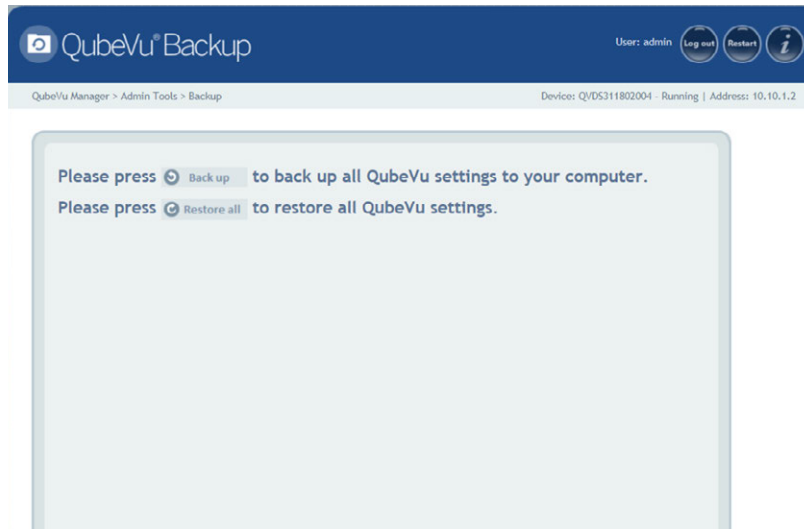 QubeVu® Backup
User: admin
Log out
Restart
i
QubeVu Manager > Admin Tools > Backup
Device: QVDS311802004 - Running | Address: 10.10.1.2
Please press Back up to back up all QubeVu settings to your computer.
Please press Restore all to restore all QubeVu settings.